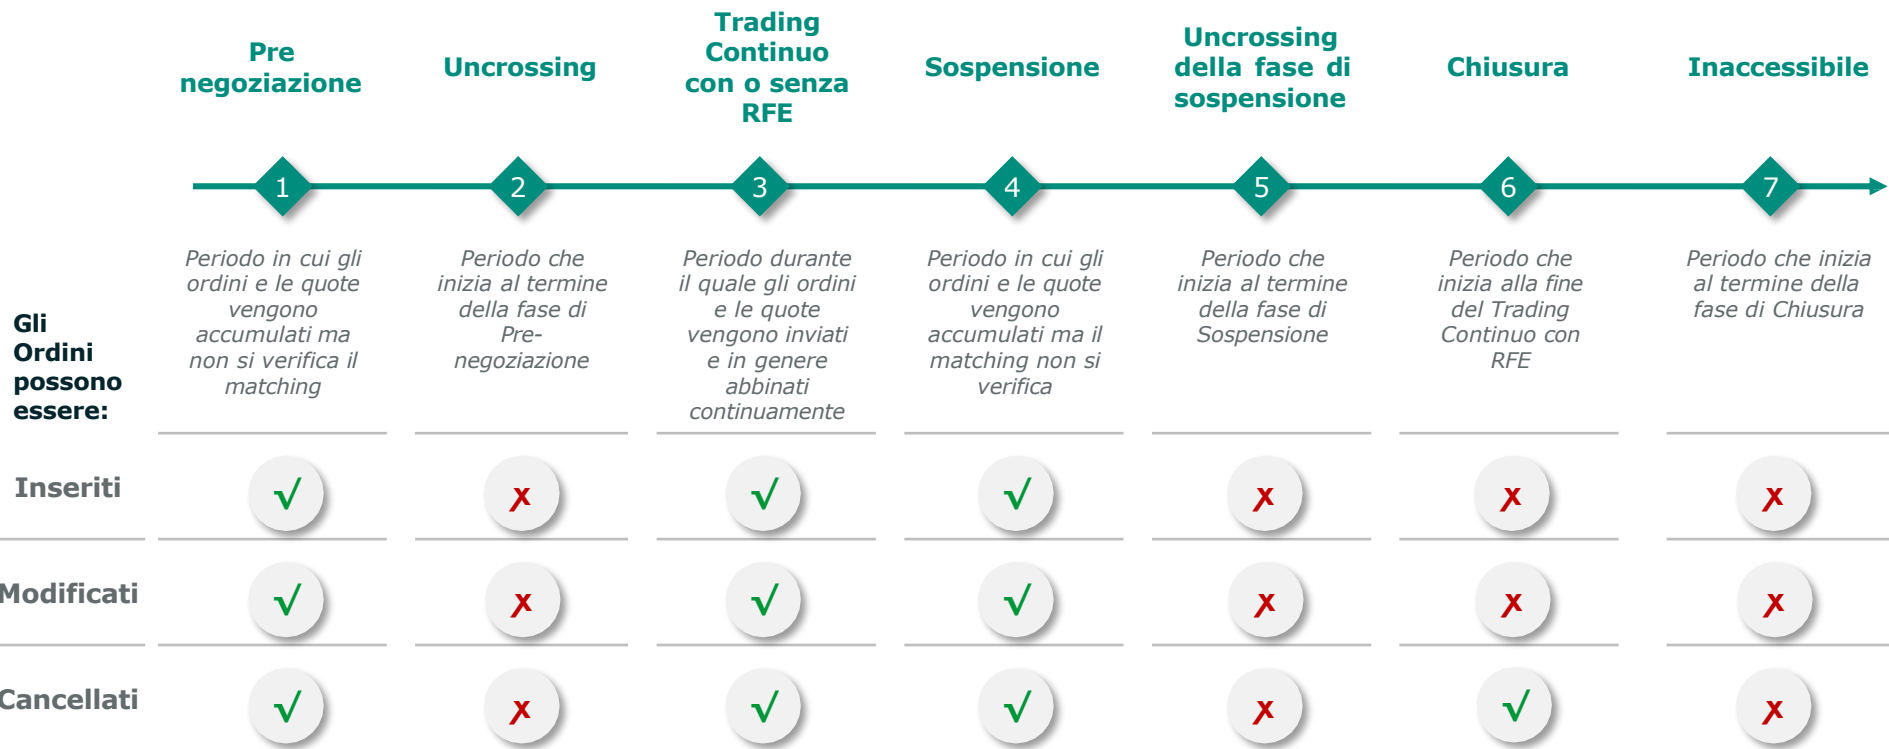 Pre
negoziazione
Uncrossing
Trading
Continuo
con o senza
RFE
Sospensione
Uncrossing
della fase di
sospensione
Chiusura
Inaccessibile
1
2
3
4
5
6
7
Gli
Ordini
possono
essere:
Periodo in cui gli
ordini e le quote
vengono
accumulati ma
non si verifica il
matching
Periodo che
inizia al termine
della fase di
Pre-
negoziazione
Periodo durante
il quale gli ordini
e le quote
vengono inviati
e in genere
abbinati
continuamente
Periodo in cui gli
ordini e le quote
vengono
accumulati ma il
matching non si
verifica
Periodo che
inizia al termine
della fase di
Sospensione
Periodo che
inizia alla fine
del Trading
Continuo con
RFE
Periodo che inizia
al termine della
fase di Chiusura
Inseriti √ x √ √ x x x
Modificati √ x √ √ x x x
Cancellati √ x √ √ x √ x